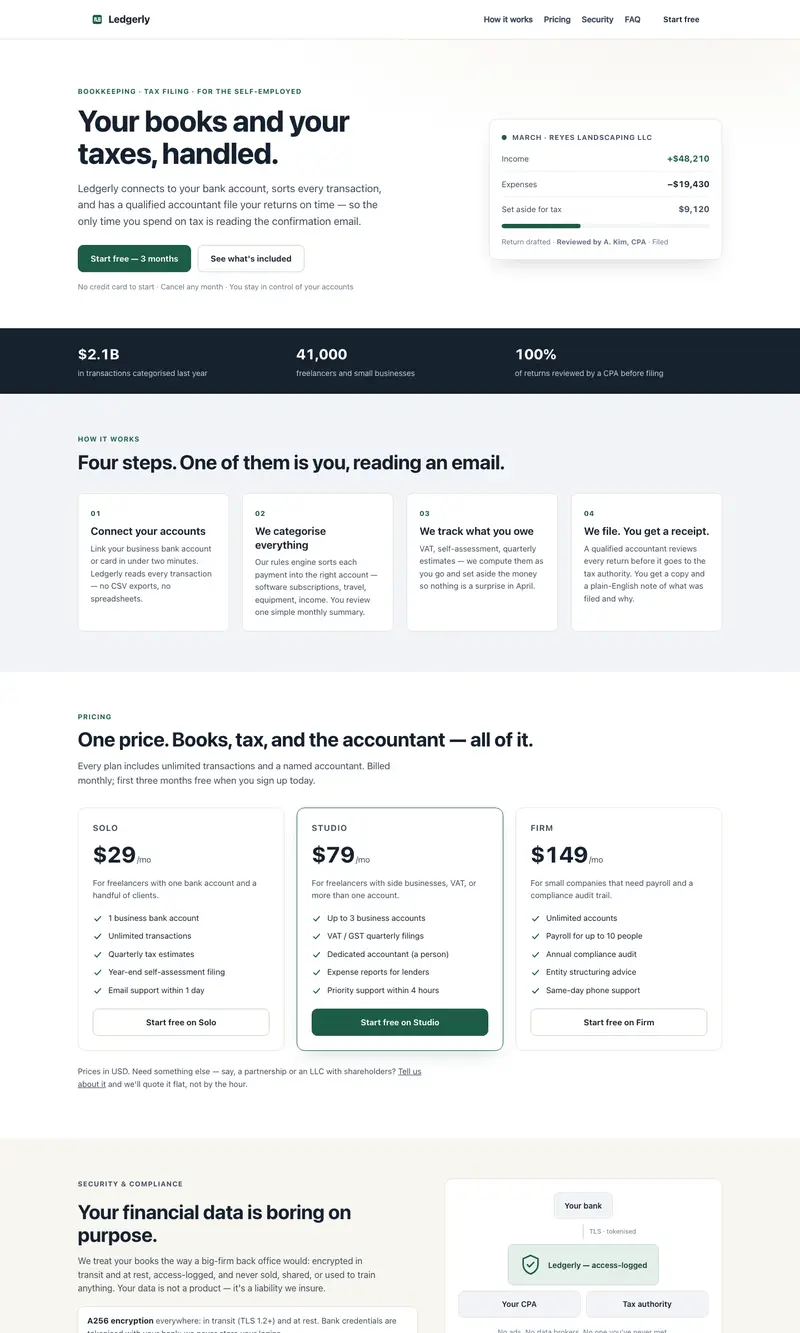 Ledgerly
How it works Pricing Security FAQ Start free
BOOKKEEPING · TAX FILING · FOR THE SELF-EMPLOYED
Your books and your
taxes, handled.
Ledgerly connects to your bank account, sorts every transaction,
and has a qualified accountant file your returns on time — so the
only time you spend on tax is reading the confirmation email.
Start free — 3 months
See what's included
No credit card to start · Cancel any month · You stay in control of your accounts
MARCH · REYES LANDSCAPING LLC
Income +$48,210
Expenses −$19,430
Set aside for tax $9,120
Return drafted · Reviewed by A. Kim, CPA · Filed
$2.1B
in transactions categorised last year
41,000
freelancers and small businesses
100%
of returns reviewed by a CPA before filing
HOW IT WORKS
Four steps. One of them is you, reading an email.
01
Connect your accounts
Link your business bank account
or card in under two minutes.
Ledgerly reads every transaction
— no CSV exports, no
spreadsheets.
02
We categorise
everything
Our rules engine sorts each
payment into the right account —
software subscriptions, travel,
equipment, income. You review
one simple monthly summary.
03
We track what you owe
VAT, self-assessment, quarterly
estimates — we compute them as
you go and set aside the money
so nothing is a surprise in April.
04
We file. You get a receipt.
A qualified accountant reviews
every return before it goes to the
tax authority. You get a copy and
a plain-English note of what was
filed and why.
PRICING
One price. Books, tax, and the accountant — all of it.
Every plan includes unlimited transactions and a named accountant. Billed
monthly; first three months free when you sign up today.
SOLO
$29/mo
For freelancers with one bank account and a
handful of clients.
1 business bank account
Unlimited transactions
Quarterly tax estimates
Year-end self-assessment filing
Email support within 1 day
Start free on Solo
STUDIO
$79/mo
For freelancers with side businesses, VAT, or
more than one account.
Up to 3 business accounts
VAT / GST quarterly filings
Dedicated accountant (a person)
Expense reports for lenders
Priority support within 4 hours
Start free on Studio
FIRM
$149/mo
For small companies that need payroll and a
compliance audit trail.
Unlimited accounts
Payroll for up to 10 people
Annual compliance audit
Entity structuring advice
Same-day phone support
Start free on Firm
Prices in USD. Need something else — say, a partnership or an LLC with shareholders? Tell us
about it and we'll quote it flat, not by the hour.
SECURITY & COMPLIANCE
Your financial data is boring on
purpose.
We treat your books the way a big-firm back office would: encrypted in
transit and at rest, access-logged, and never sold, shared, or used to train
anything. Your data is not a product — it's a liability we insure.
A256 encryption everywhere: in transit (TLS 1.2+) and at rest. Bank credentials are
Your bank
TLS · tokenised
Ledgerly — access-logged
Your CPA
Tax authority